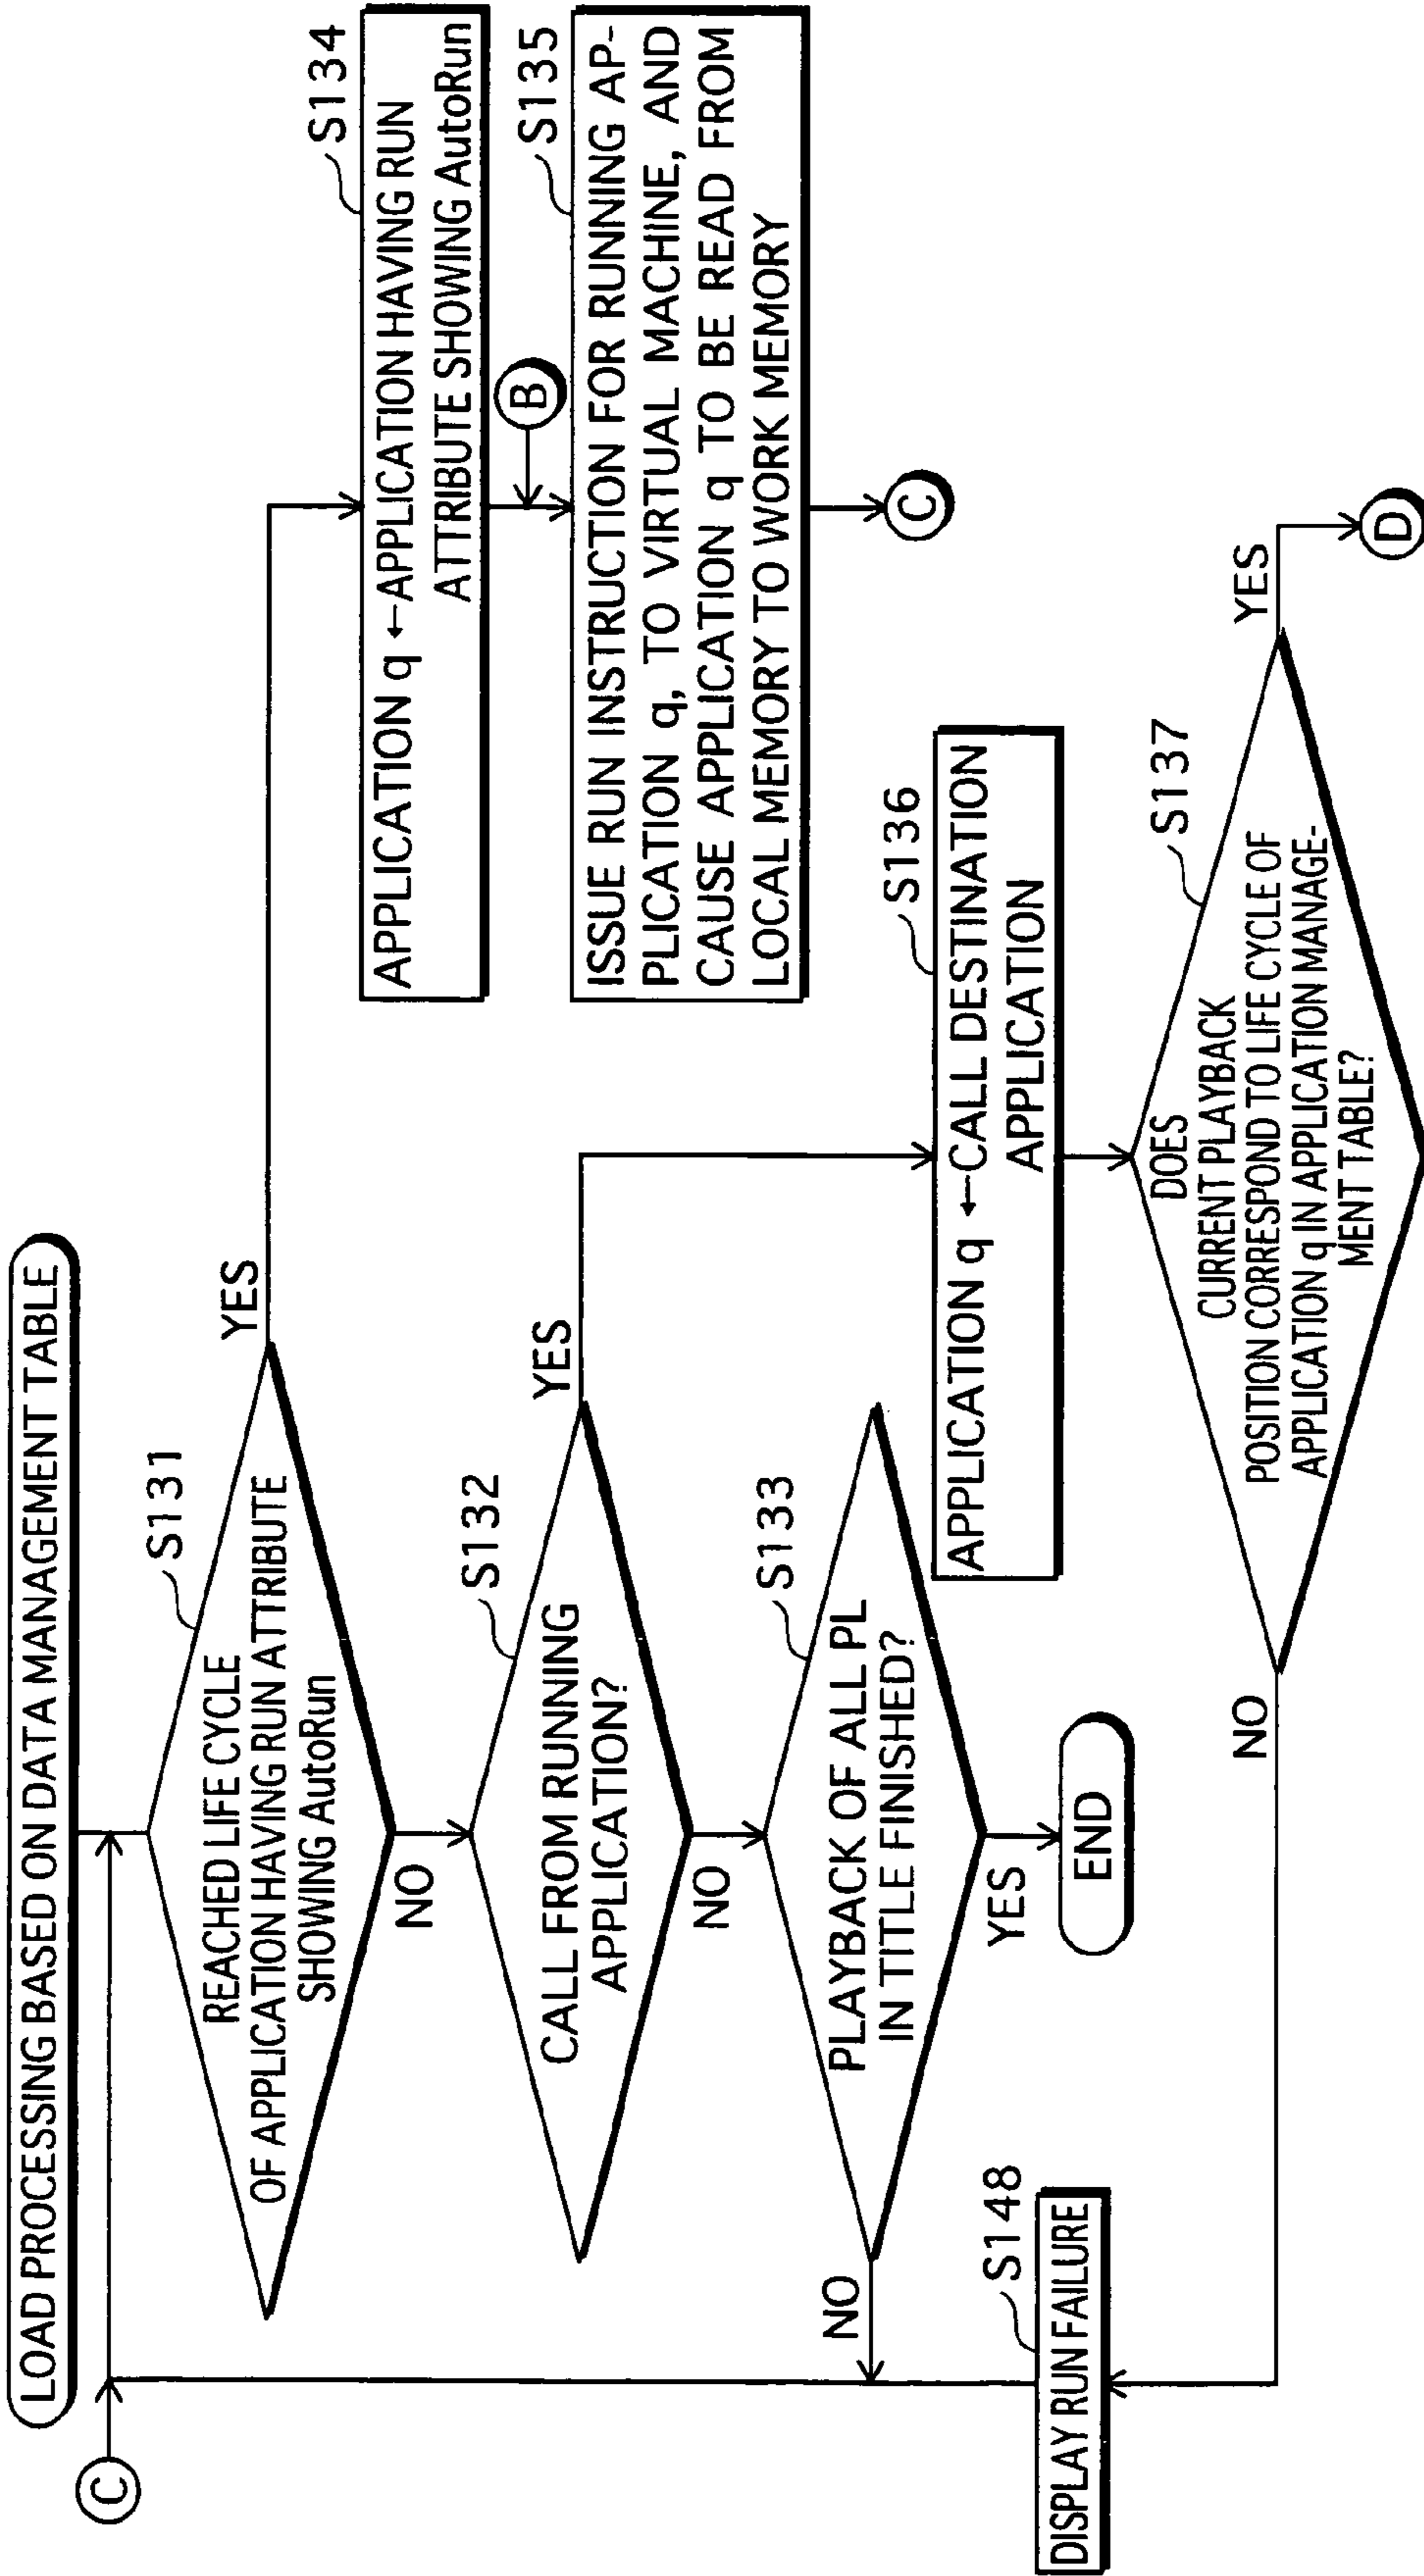 LOAD PROCESSING BASED ON DATA MANAGEMENT TABLE
C
S131
REACHED LIFE CYCLE
OF APPLICATION HAVING RUN ATTRIBUTE
SHOWING AutoRun
YES
NO
S132
CALL FROM RUNNING
APPLICATION?
YES
NO
S133
PLAYBACK OF ALL PL
IN TITLE FINISHED?
NO
YES
END
S134
APPLICATION q ←APPLICATION HAVING RUN
ATTRIBUTE SHOWING AutoRun
B
S135
ISSUE RUN INSTRUCTION FOR RUNNING AP-
PLICATION q, TO VIRTUAL MACHINE, AND
CAUSE APPLICATION q TO BE READ FROM
LOCAL MEMORY TO WORK MEMORY
C
S136
APPLICATION q ←CALL DESTINATION
APPLICATION
S137
DOES
CURRENT PLAYBACK
POSITION CORRESPOND TO LIFE CYCLE OF
APPLICATION q IN APPLICATION MANAGE-
MENT TABLE?
YES
D
NO
S148
DISPLAY RUN FAILURE